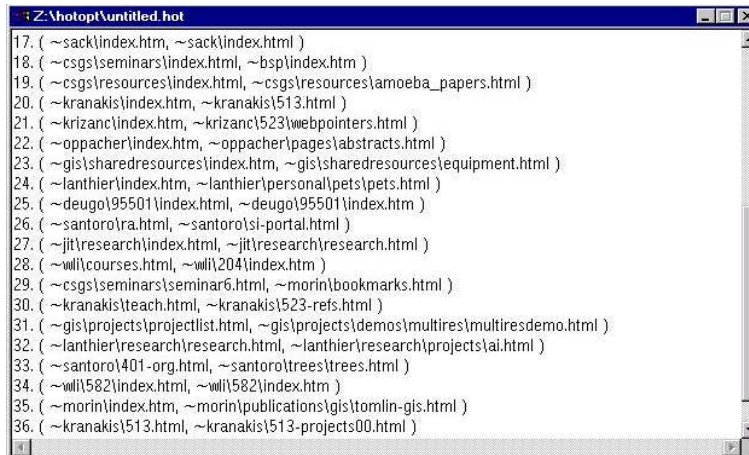 Z:\hotopt\untitled.hot
17. ( ~sack\index.htm, ~sack\index.html )
18. ( ~csgs\seminars\index.html, ~bsp\index.htm )
19. ( ~csgs\resources\index.html, ~csgs\resources\amoeba_papers.html )
20. ( ~kranakis\index.htm, ~kranakis\513.html )
21. ( ~krizanc\index.htm, ~krizanc\523\webpointers.html )
22. ( ~oppacher\index.htm, ~oppacher\pages\abstracts.html )
23. ( ~gis\sharedresources\index.htm, ~gis\sharedresources\equipment.html )
24. ( ~lanthier\index.htm, ~lanthier\personal\pets\pets.html )
25. ( ~deugo\95501\index.html, ~deugo\95501\index.htm )
26. ( ~santoro\ra.html, ~santoro\si-portal.html )
27. ( ~jit\research\index.html, ~jit\research\research.html )
28. ( ~wli\courses.html, ~wli\204\index.htm )
29. ( ~csgs\seminars\seminar6.html, ~morin\bookmarks.html )
30. ( ~kranakis\teach.html, ~kranakis\523-refs.html )
31. ( ~gis\projects\projectlist.html, ~gis\projects\demos\multires\multiresdemo.html )
32. ( ~lanthier\research\research.html, ~lanthier\research\projects\ai.html )
33. ( ~santoro\401-org.html, ~santoro\trees\trees.html )
34. ( ~wli\582\index.html, ~wli\582\index.htm )
35. ( ~morin\index.htm, ~morin\publications\gis\tomlin-gis.html )
36. ( ~kranakis\513.html, ~kranakis\513-projects00.html )